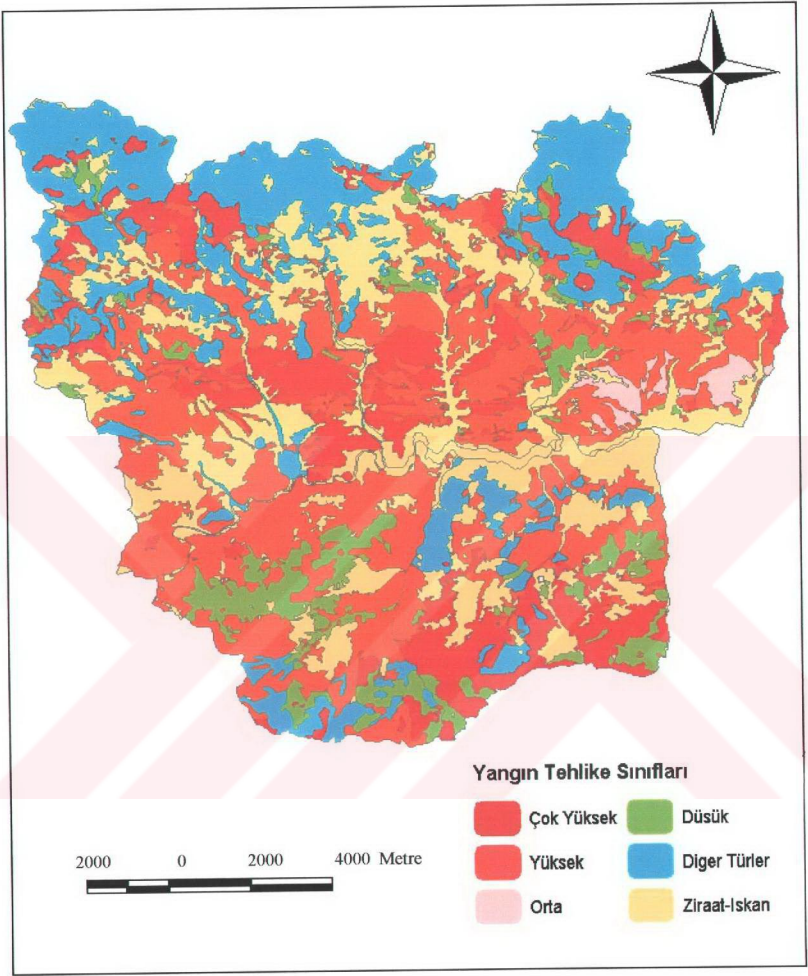 Yangın Tehlike Sınıfları
Çok Yüksek
Düsük
Yüksek
Diger Türler
Orta
Ziraat-Iskan
2000 0 2000 4000 Metre